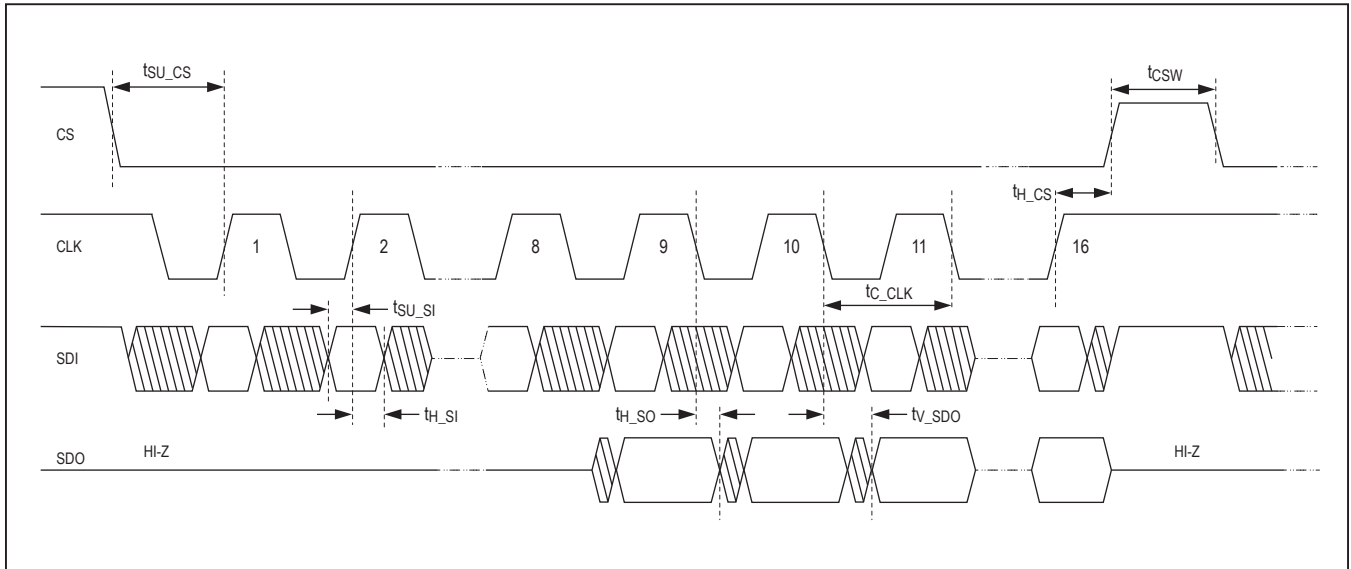 tSU_CS
tCSW
CS
tH_CS
CLK
1
2
8
9
10
11
16
tC_CLK
tSU_SI
SDI
tH_SI
tH_SO
tV_SDO
SDO
HI-Z
HI-Z